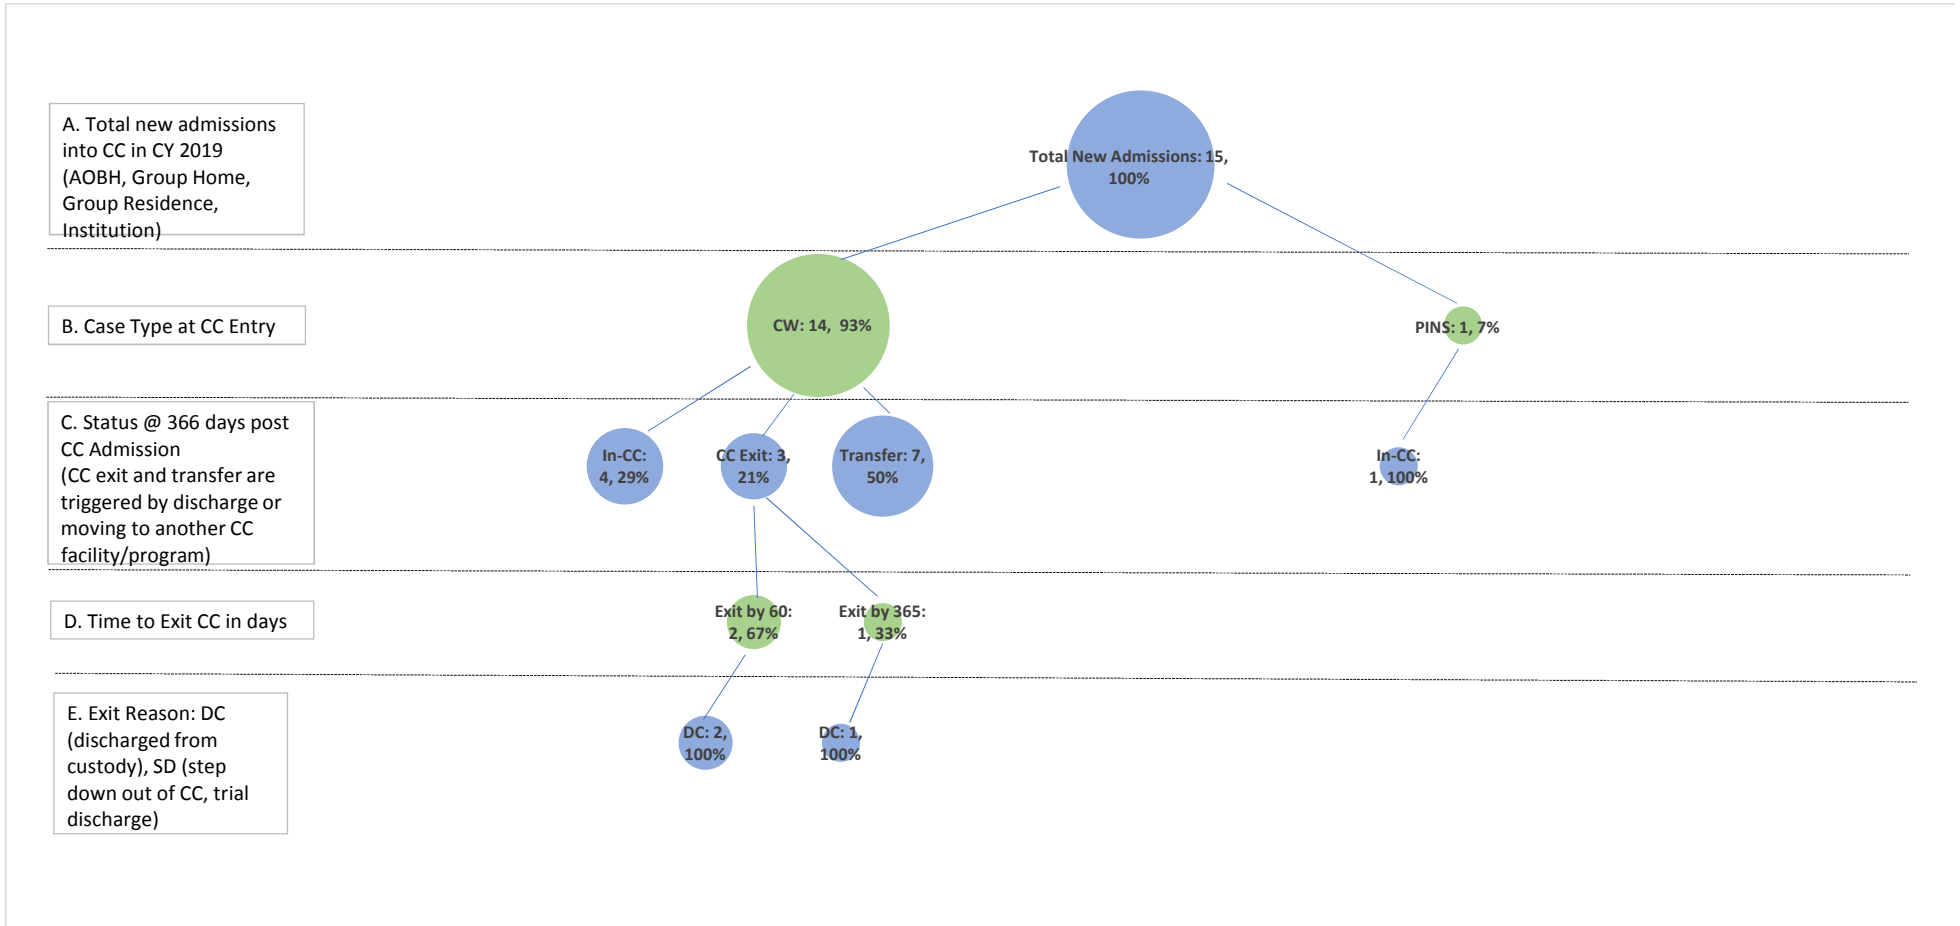 A. Total new admissions
into CC in CY 2019
(AOBH, Group Home,
Group Residence,
Institution)
Total New Admissions: 15,
100%
B. Case Type at CC Entry
CW: 14,  93%
PINS: 1, 7%
C. Status @ 366 days post
CC Admission
(CC exit and transfer are
triggered by discharge or
moving to another CC
facility/program)
In-CC:
4, 29%
CC Exit: 3,
21%
Transfer: 7,
50%
In-CC:
1, 100%
D. Time to Exit CC in days
Exit by 60:
2, 67%
Exit by 365:
1, 33%
E. Exit Reason: DC
(discharged from
custody), SD (step
down out of CC, trial
discharge)
DC: 2,
100%
DC: 1,
100%